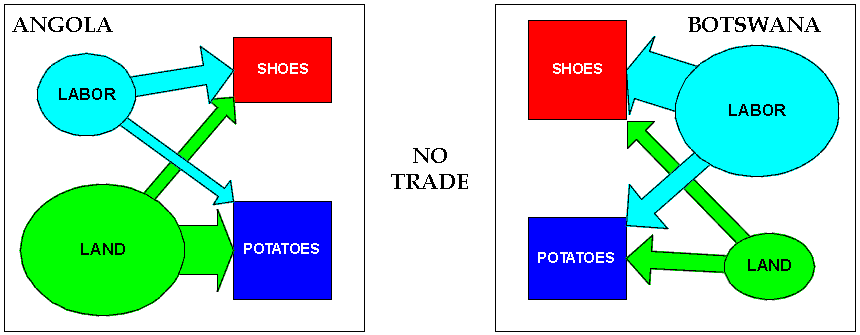 ANGOLA
SHOES
LABOR
LAND
POTATOES
NO
TRADE
BOTSWANA
SHOES
LABOR
POTATOES
LAND